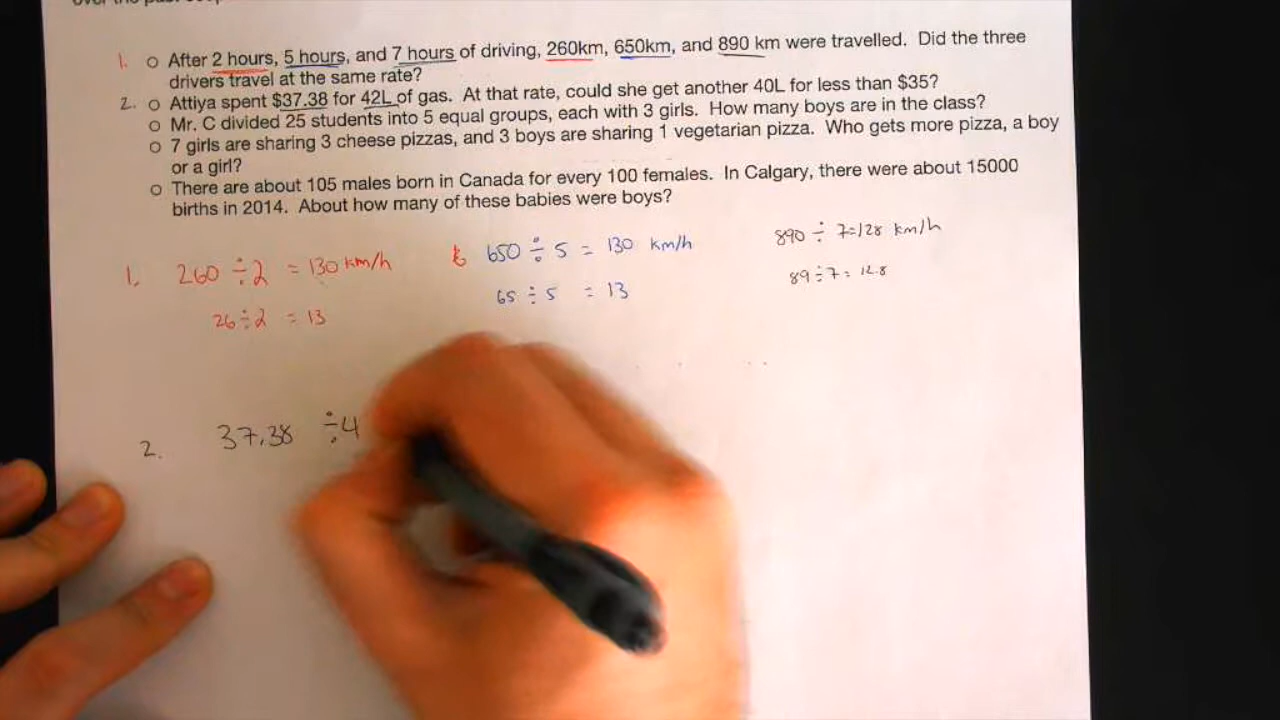 over the past
1. o After 2 hours, 5 hours, and 7 hours of driving, 260km, 650km, and 890 km were travelled. Did the three
drivers travel at the same rate?
2. o Attiya spent $37.38 for 42L of gas. At that rate, could she get another 40L for less than $35?
o Mr. C divided 25 students into 5 equal groups, each with 3 girls. How many boys are in the class?
o 7 girls are sharing 3 cheese pizzas, and 3 boys are sharing 1 vegetarian pizza. Who gets more pizza, a boy
or a girl?
o There are about 105 males born in Canada for every 100 females. In Calgary, there were about 15000
births in 2014. About how many of these babies were boys?
1. 260 ÷ 2 = 130 km/h
26 ÷ 2 = 13
650 ÷ 5 = 130 km/h
65 ÷ 5 = 13
890 ÷ 7=128 km/h
89 ÷ 7 = 12.8
2. 37.38 ÷ 4